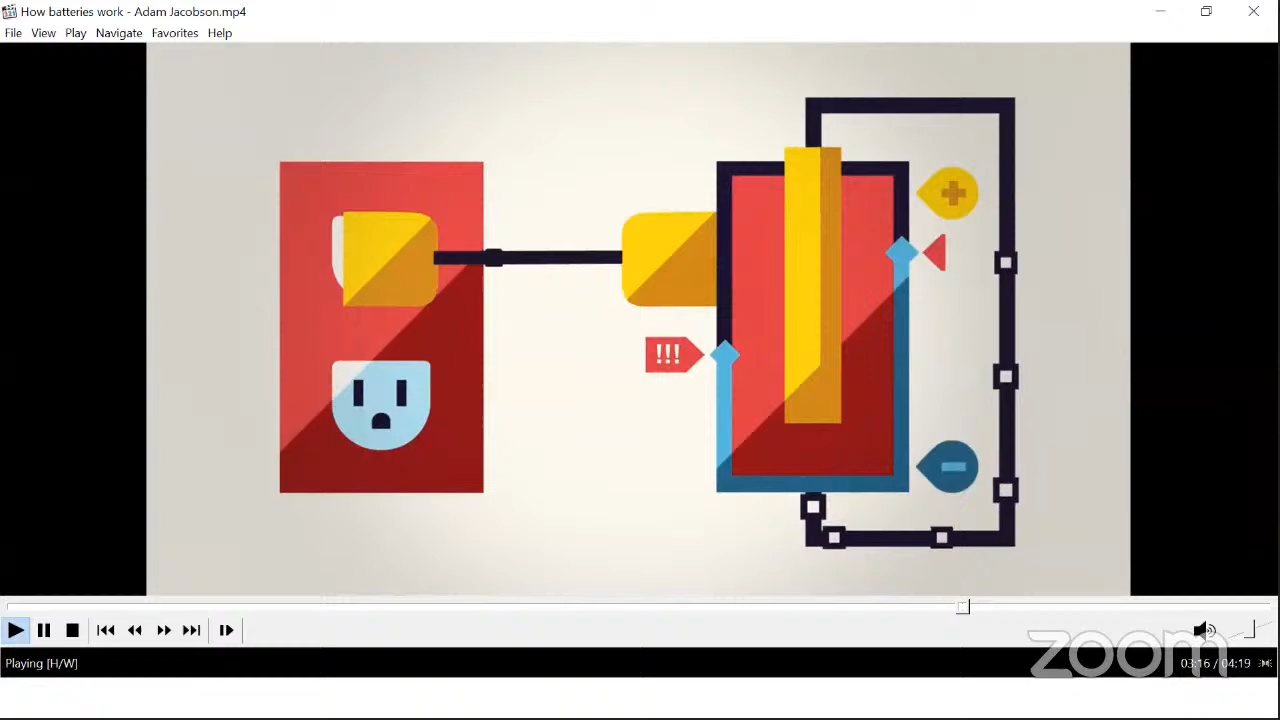 How batteries work - Adam Jacobson.mp4
File View Play Navigate Favorites Help
!!!
zoom
Playing [H/W]
03:16 / 04:19